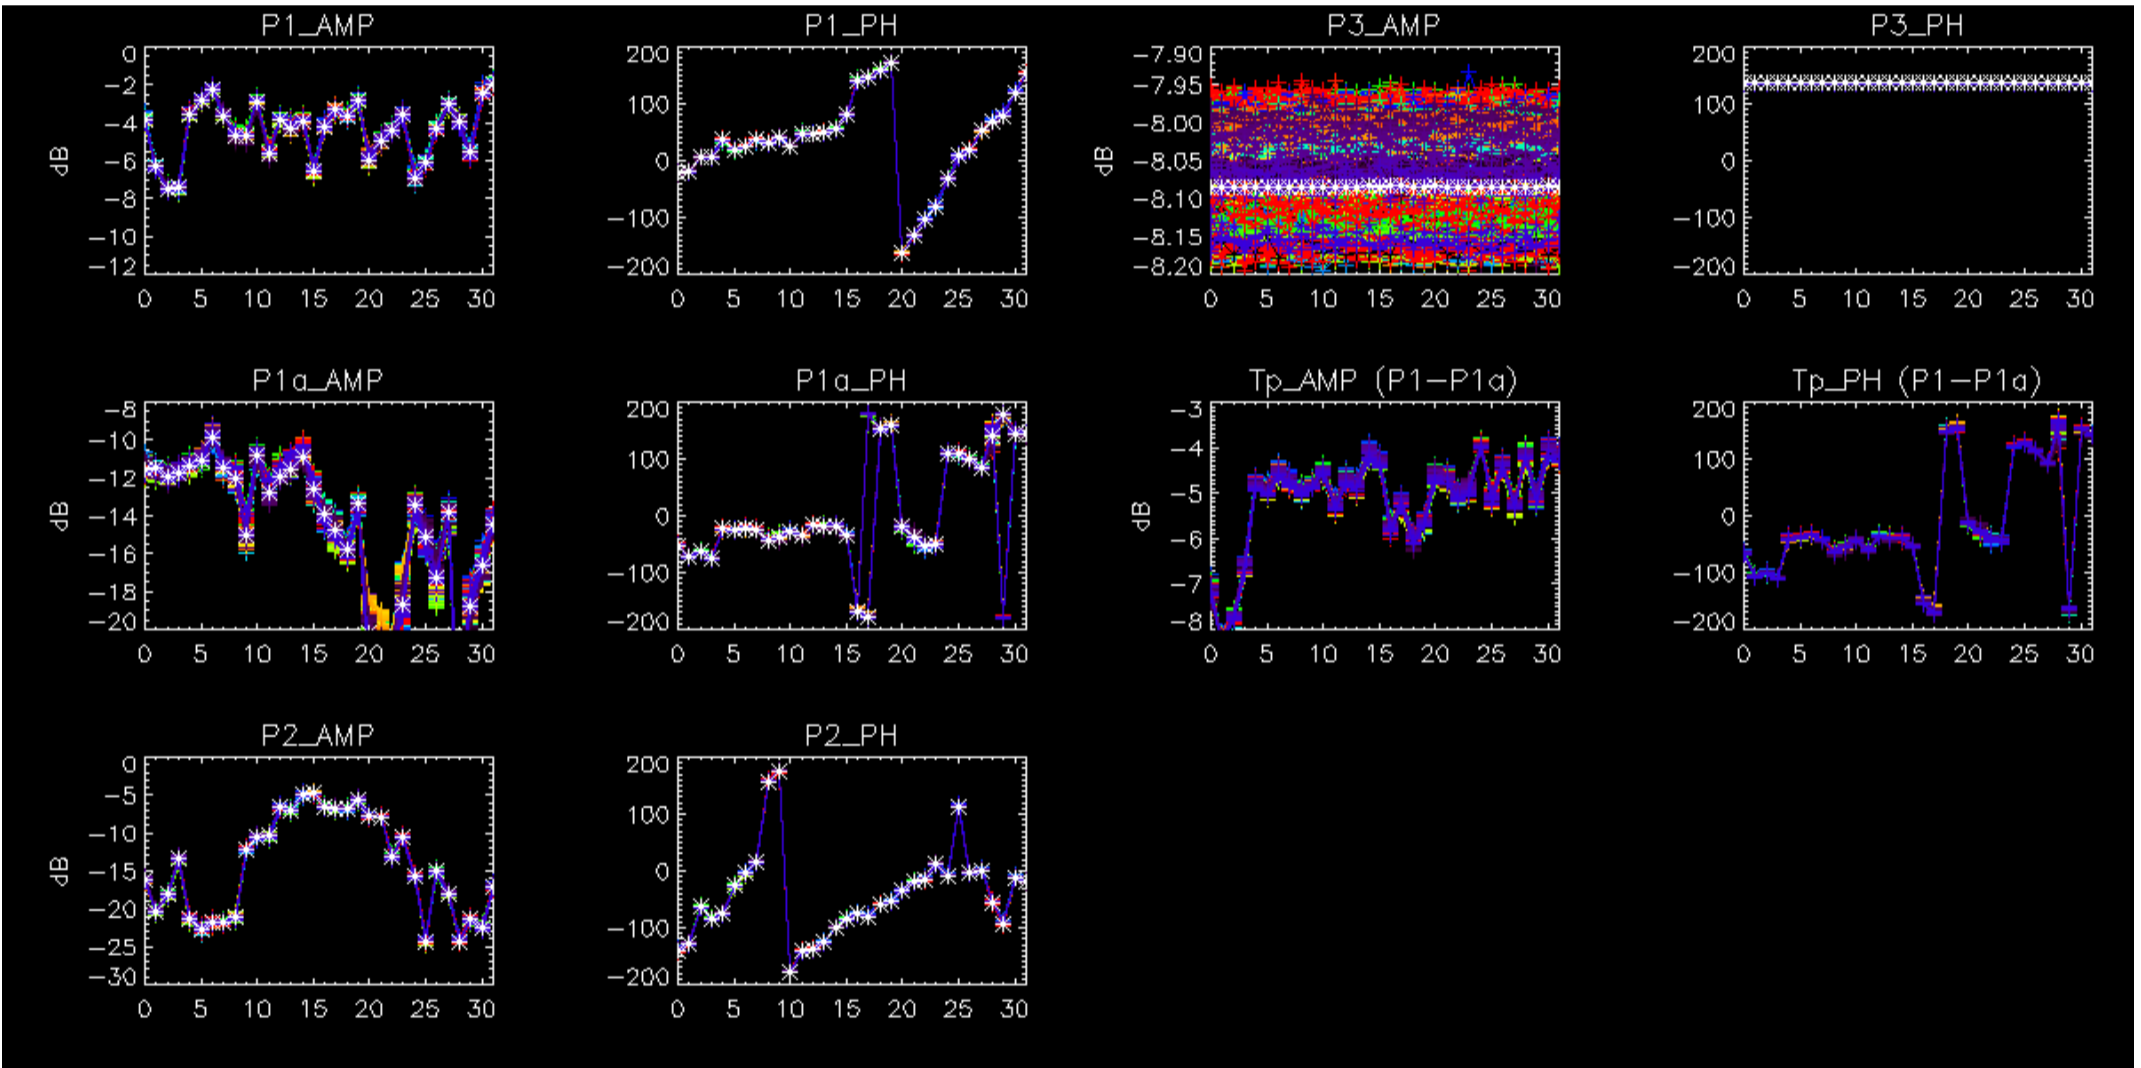 P1_AMP
P1_PH
P3_AMP
P3_PH
0
-2
-4
-6
-8
-10
-12
dB
0 5 10 15 20 25 30
200
100
0
-100
-200
0 5 10 15 20 25 30
-7.90
-7.95
-8.00
-8.05
-8.10
-8.15
-8.20
dB
0 5 10 15 20 25 30
200
100
0
-100
-200
0 5 10 15 20 25 30
P1a_AMP
P1a_PH
Tp_AMP (P1-P1a)
Tp_PH (P1-P1a)
-8
-10
-12
-14
-16
-18
-20
dB
0 5 10 15 20 25 30
200
100
0
-100
-200
0 5 10 15 20 25 30
-3
-4
-5
-6
-7
-8
dB
0 5 10 15 20 25 30
200
100
0
-100
-200
0 5 10 15 20 25 30
P2_AMP
P2_PH
0
-5
-10
-15
-20
-25
-30
dB
0 5 10 15 20 25 30
200
100
0
-100
-200
0 5 10 15 20 25 30